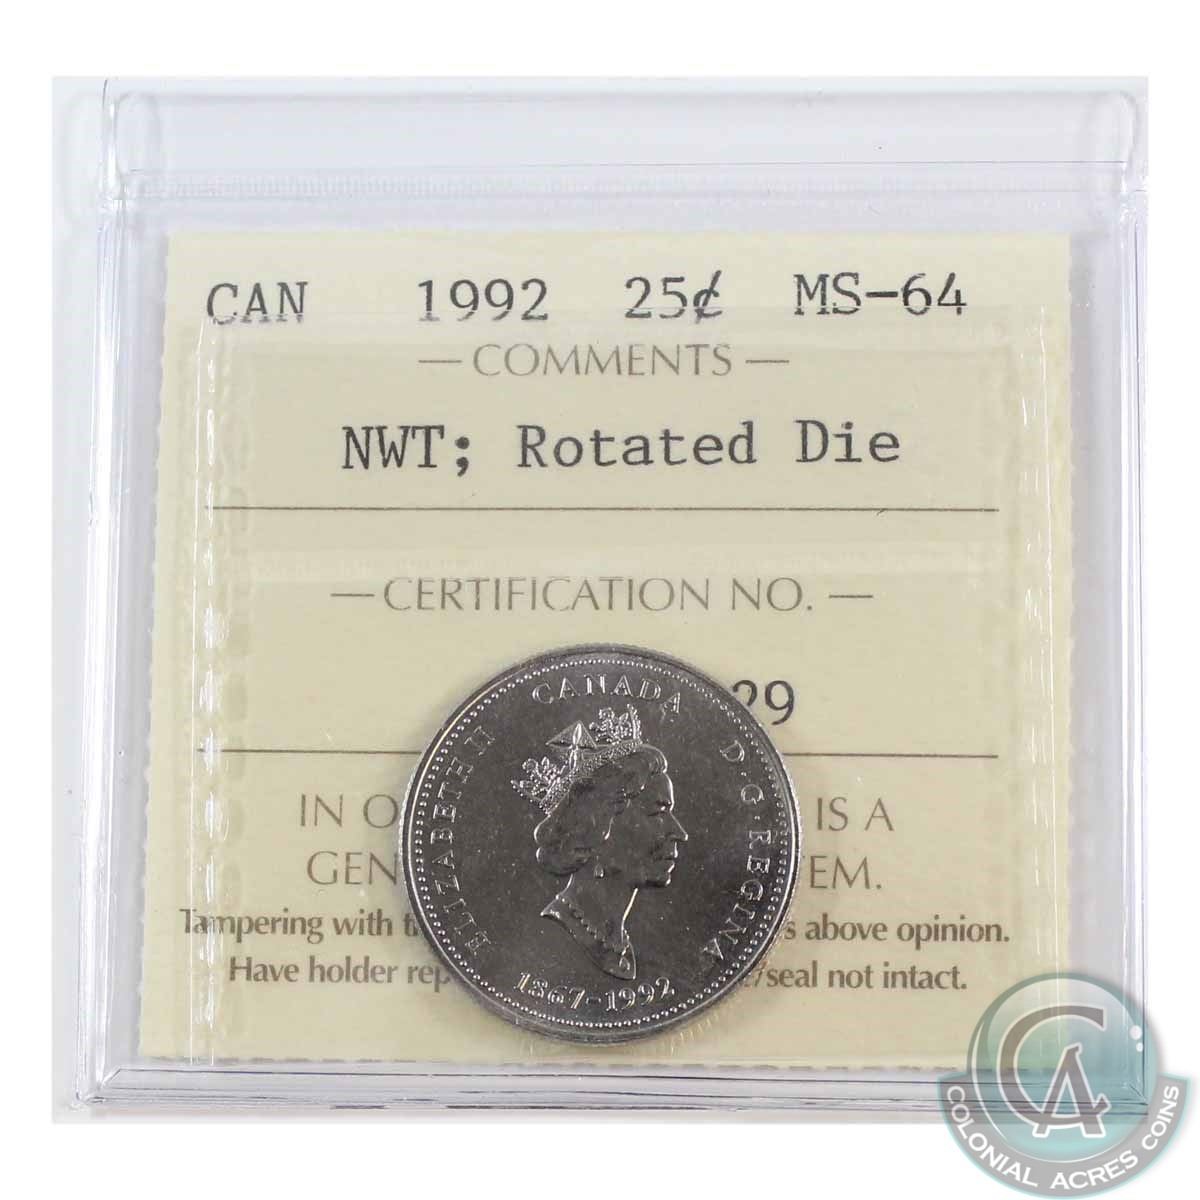 CAN 1992 25¢ MS-64
— COMMENTS —
NWT; Rotated Die
— CERTIFICATION NO. —
29
CANADA
ELIZABETH II
D·G·REGINA
1867-1992
IN O IS A
GEN EM.
Tampering with t s above opinion.
Have holder rep /seal not intact.
CA
COLONIAL ACRES COINS